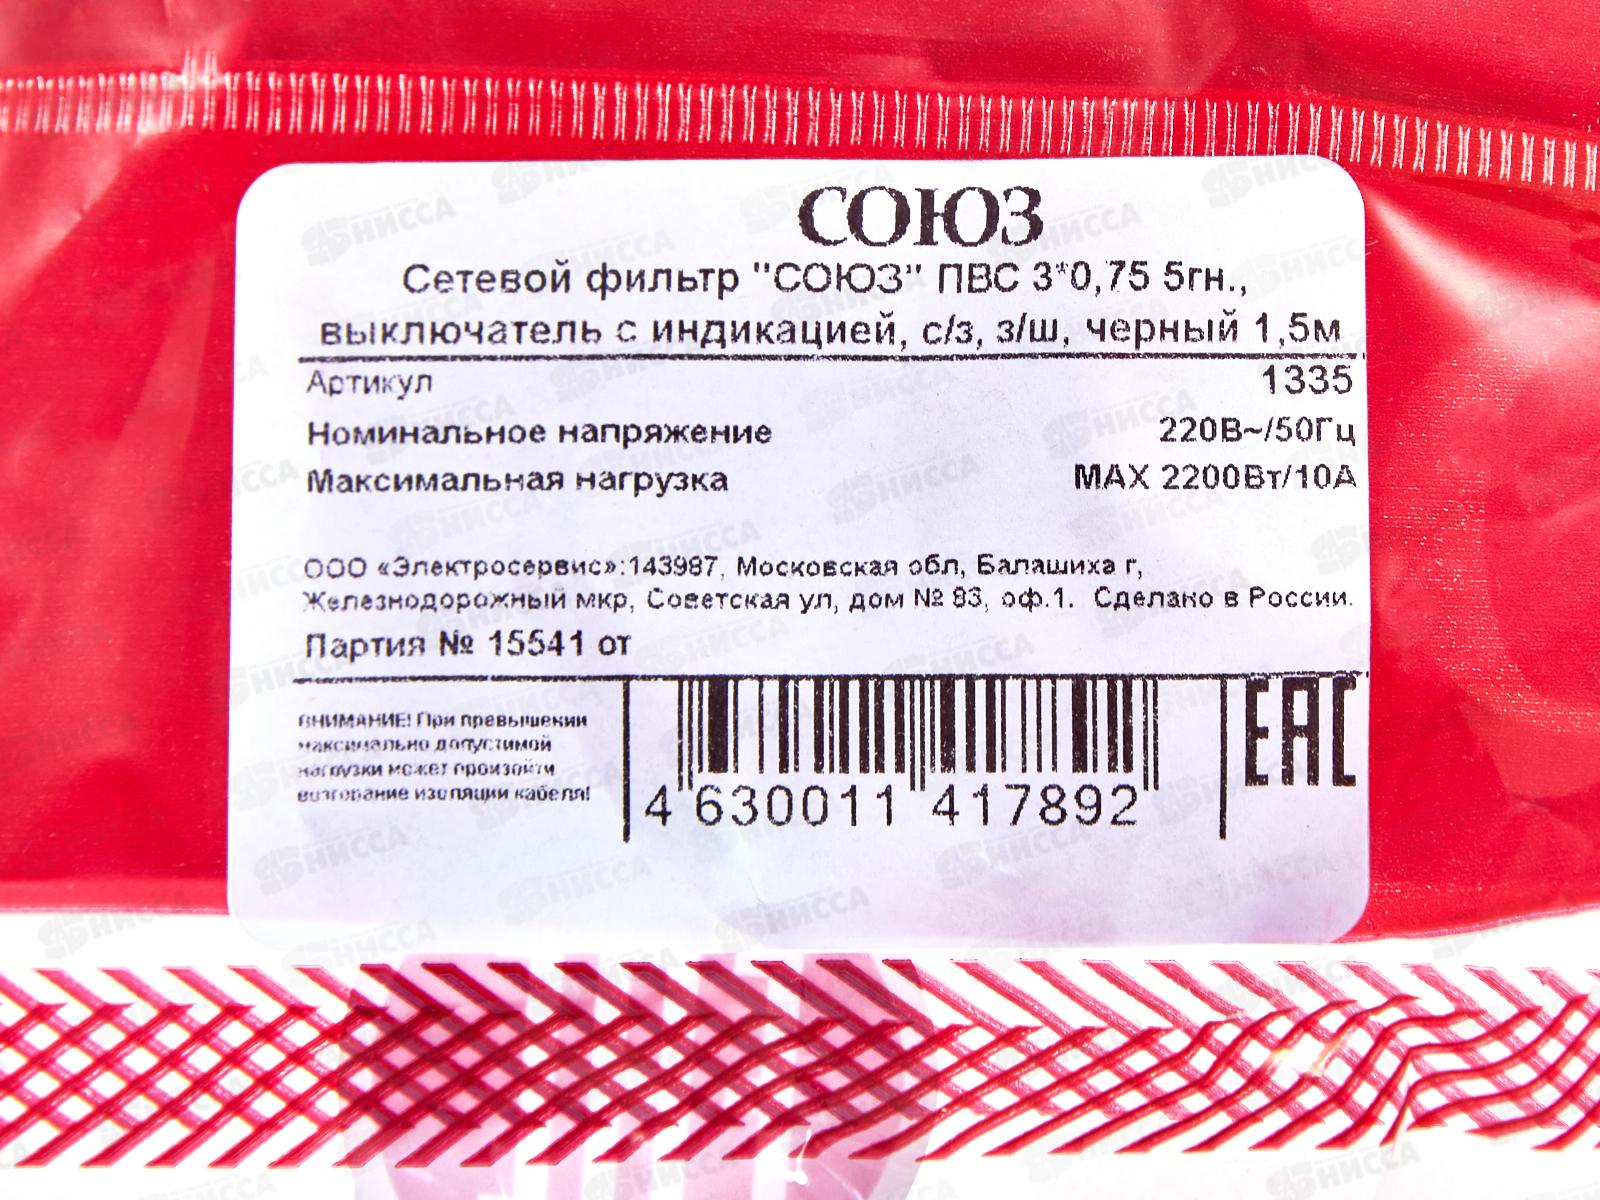 СОЮЗ
Сетевой фильтр "СОЮЗ" ПВС 3*0,75 5гн.,
выключатель с индикацией, с/з, з/ш, черный 1,5м
Артикул 1335
Номинальное напряжение 220В~/50Гц
Максимальная нагрузка MAX 2200Вт/10А
ООО «Электросервис»:143987, Московская обл, Балашиха г,
Железнодорожный мкр, Советская ул, дом № 83, оф.1. Сделано в России.
Партия № 15541 от
ВНИМАНИЕ! При превышении
максимально допустимой
нагрузки может произойти
возгорание изоляции кабеля!
4 630011 417892
EAC
НИССА